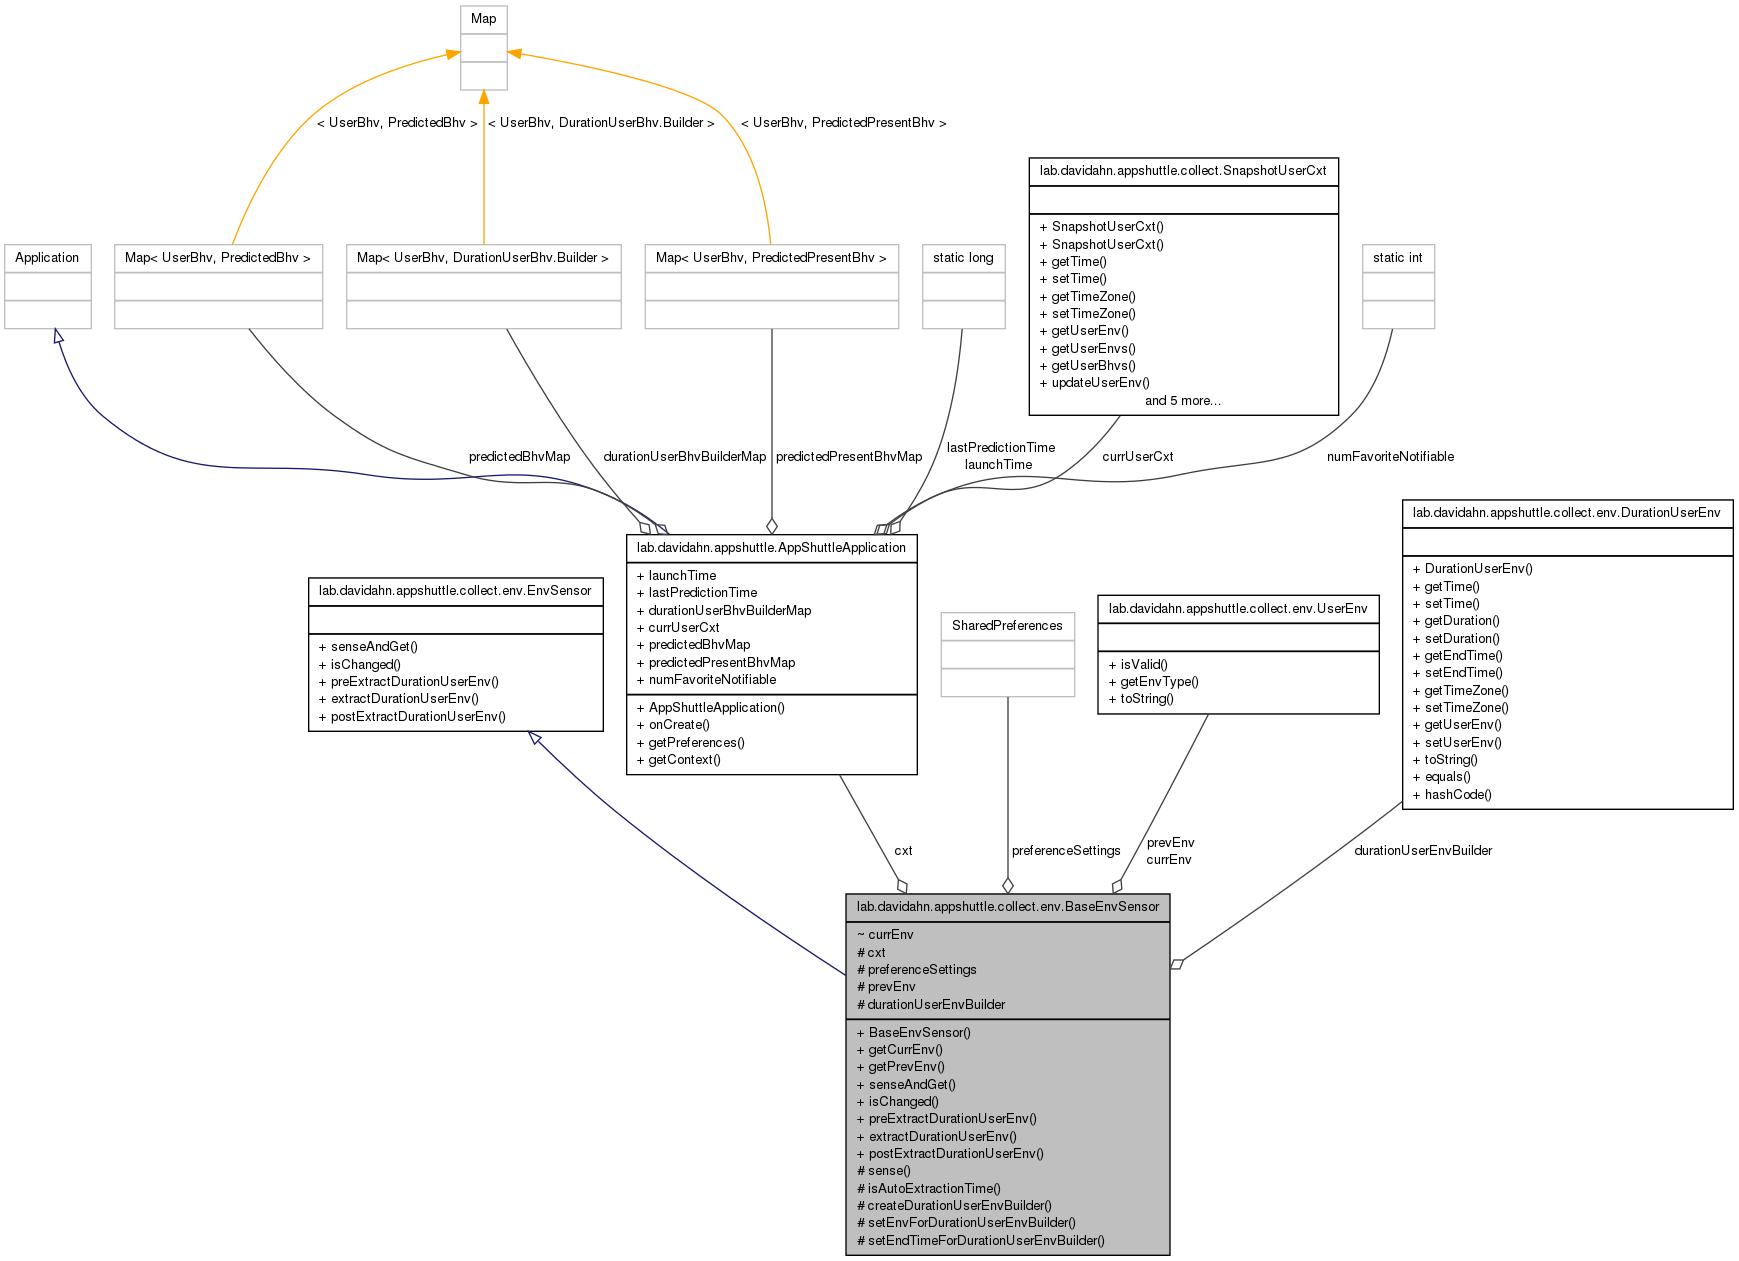 Map
< UserBhv, PredictedBhv >
< UserBhv, DurationUserBhv.Builder >
< UserBhv, PredictedPresentBhv >
lab.davidahn.appshuttle.collect.SnapshotUserCxt
+ SnapshotUserCxt()
+ SnapshotUserCxt()
+ getTime()
+ setTime()
+ getTimeZone()
+ setTimeZone()
+ getUserEnv()
+ getUserEnvs()
+ getUserBhvs()
+ updateUserEnv()
and 5 more...
Application
Map< UserBhv, PredictedBhv >
Map< UserBhv, DurationUserBhv.Builder >
Map< UserBhv, PredictedPresentBhv >
static long
static int
predictedBhvMap
durationUserBhvBuilderMap
predictedPresentBhvMap
lastPredictionTime
launchTime
currUserCxt
numFavoriteNotifiable
lab.davidahn.appshuttle.collect.env.EnvSensor
+ senseAndGet()
+ isChanged()
+ preExtractDurationUserEnv()
+ extractDurationUserEnv()
+ postExtractDurationUserEnv()
lab.davidahn.appshuttle.AppShuttleApplication
+ launchTime
+ lastPredictionTime
+ durationUserBhvBuilderMap
+ currUserCxt
+ predictedBhvMap
+ predictedPresentBhvMap
+ numFavoriteNotifiable
+ AppShuttleApplication()
+ onCreate()
+ getPreferences()
+ getContext()
SharedPreferences
lab.davidahn.appshuttle.collect.env.UserEnv
+ isValid()
+ getEnvType()
+ toString()
lab.davidahn.appshuttle.collect.env.DurationUserEnv
+ DurationUserEnv()
+ getTime()
+ setTime()
+ getDuration()
+ setDuration()
+ getEndTime()
+ setEndTime()
+ getTimeZone()
+ setTimeZone()
+ getUserEnv()
+ setUserEnv()
+ toString()
+ equals()
+ hashCode()
cxt
preferenceSettings
prevEnv
currEnv
durationUserEnvBuilder
lab.davidahn.appshuttle.collect.env.BaseEnvSensor
~ currEnv
# cxt
# preferenceSettings
# prevEnv
# durationUserEnvBuilder
+ BaseEnvSensor()
+ getCurrEnv()
+ getPrevEnv()
+ senseAndGet()
+ isChanged()
+ preExtractDurationUserEnv()
+ extractDurationUserEnv()
+ postExtractDurationUserEnv()
# sense()
# isAutoExtractionTime()
# createDurationUserEnvBuilder()
# setEnvForDurationUserEnvBuilder()
# setEndTimeForDurationUserEnvBuilder()